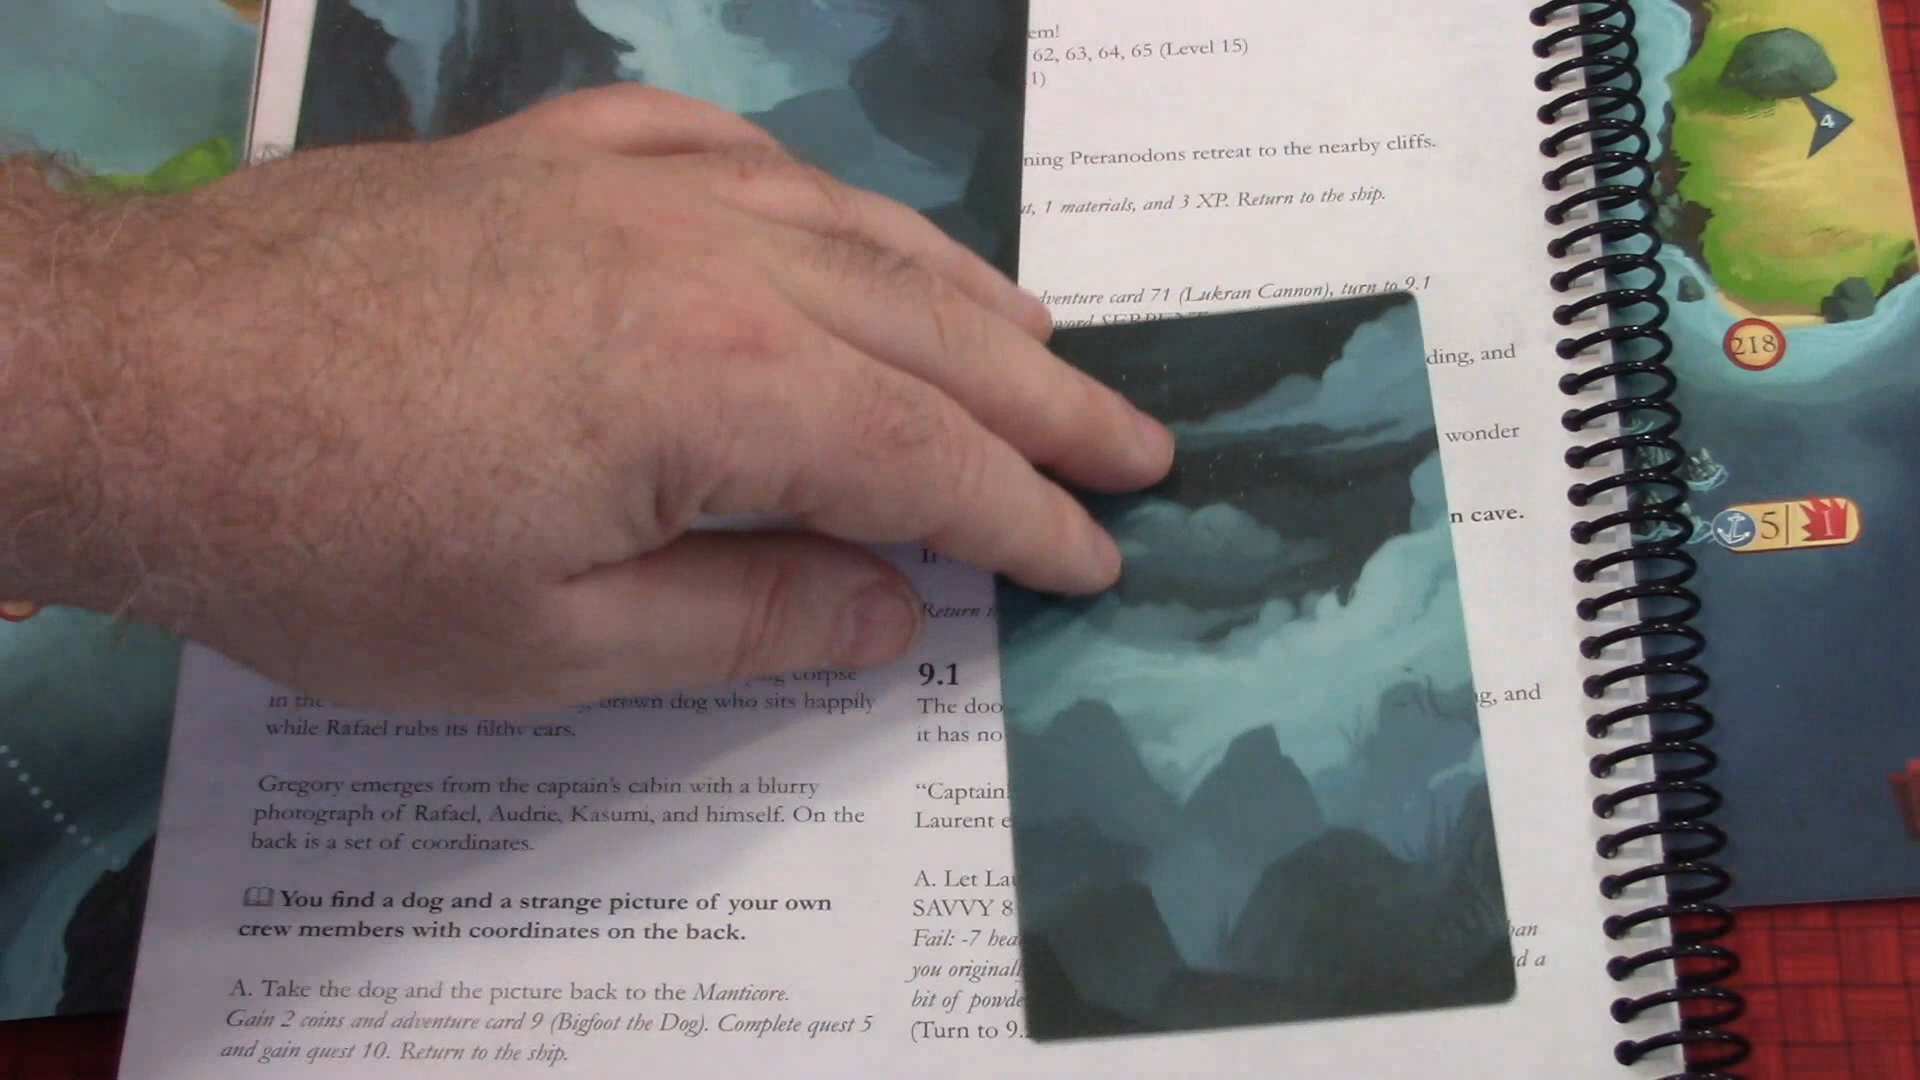 em!
62, 63, 64, 65 (Level 15)
1)
ning Pteranodons retreat to the nearby cliffs.
1 materials, and 3 XP. Return to the ship.
dventure card 71 (Lukran Cannon), turn to 9.1
ding, and
wonder
n cave.
Return
9.1
The doo
it has no
"Captain
Laurent e
A. Let Lau
SAVVY 8
Fail: -7 hea
you original
bit of powde
(Turn to 9.
g, and
d a
corpse
in the brown dog who sits happily
while Rafael rubs its filthy ears.
Gregory emerges from the captain's cabin with a blurry
photograph of Rafael, Audrie, Kasumi, and himself. On the
back is a set of coordinates.
You find a dog and a strange picture of your own
crew members with coordinates on the back.
A. Take the dog and the picture back to the Manticore.
Gain 2 coins and adventure card 9 (Bigfoot the Dog). Complete quest 5
and gain quest 10. Return to the ship.
4
218
5 1